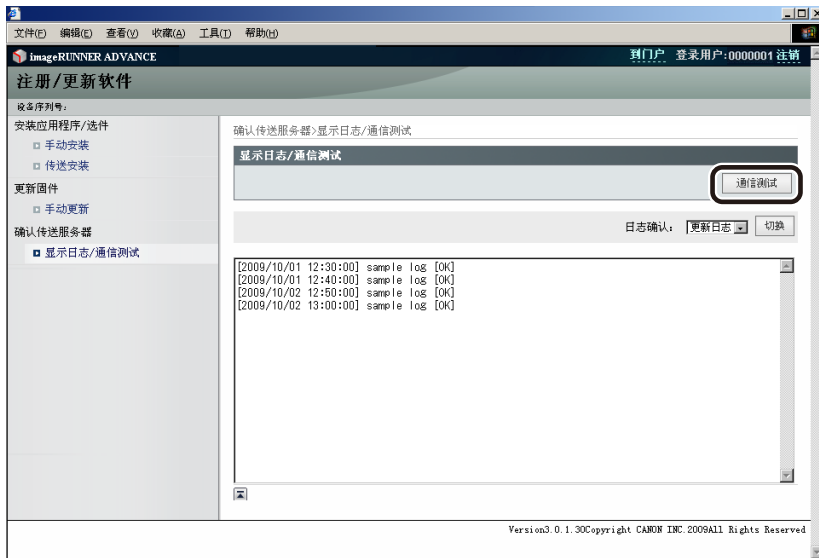 文件(F) 编辑(E) 查看(V) 收藏(A) 工具(T) 帮助(H)
imageRUNNER ADVANCE
到门户 登录用户:0000001 注销
注册/更新软件
设备序列号:
安装应用程序/选件
手动安装
传送安装
更新固件
手动更新
确认传送服务器
显示日志/通信测试
确认传送服务器>显示日志/通信测试
显示日志/通信测试
通信测试
日志确认: 更新日志 切换
[2009/10/01 12:30:00] sample log [OK]
[2009/10/01 12:40:00] sample log [OK]
[2009/10/02 12:50:00] sample log [OK]
[2009/10/02 13:00:00] sample log [OK]
Version3.0.1.30Copyright CANON INC.2009All Rights Reserved